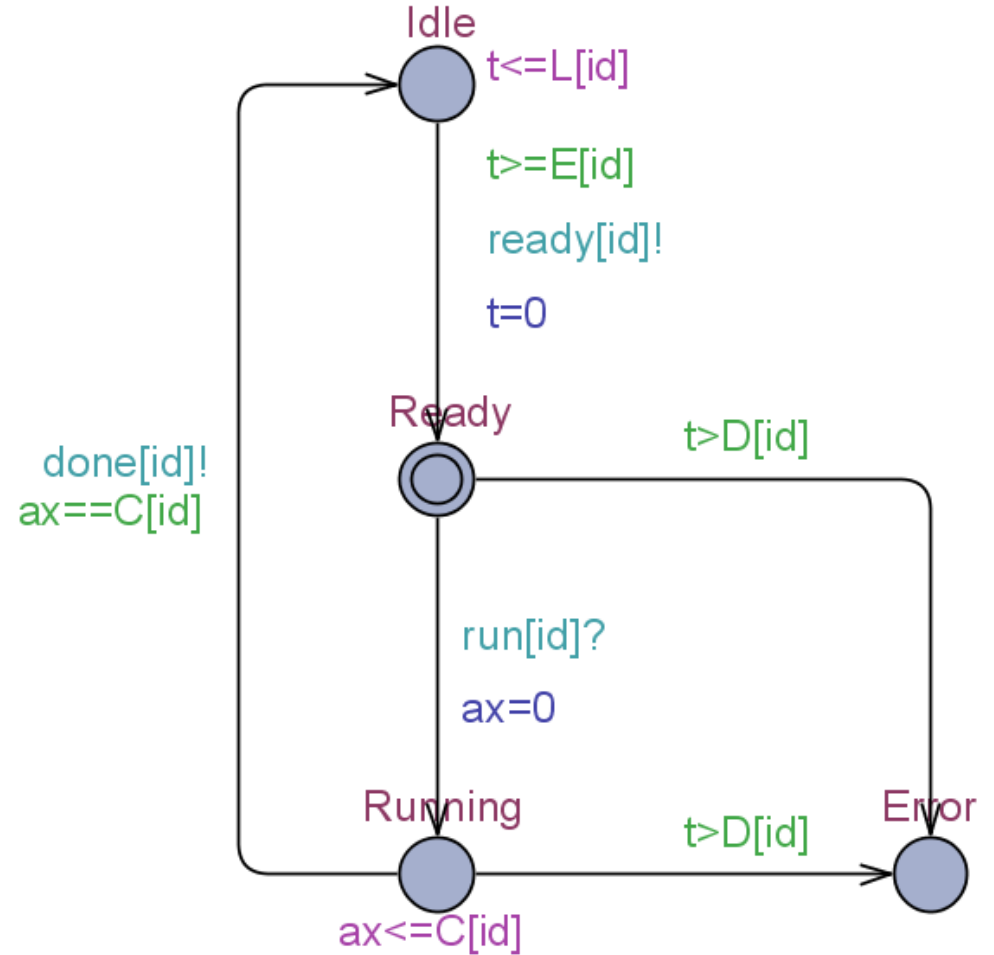 Idle
t<=L[id]
t>=E[id]
ready[id]!
t=0
Ready
t>D[id]
done[id]!
ax==C[id]
run[id]?
ax=0
Running
Error
t>D[id]
ax<=C[id]